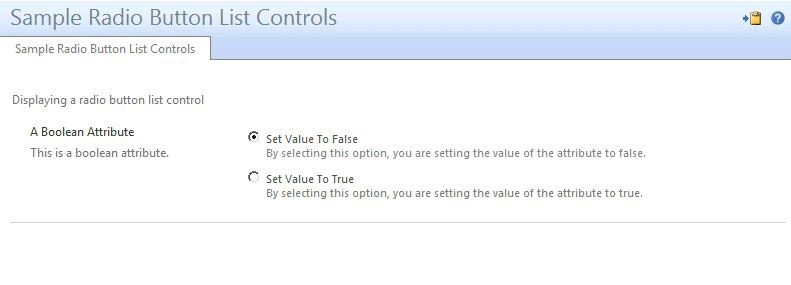 Sample Radio Button List Controls
Sample Radio Button List Controls
Displaying a radio button list control
A Boolean Attribute
This is a boolean attribute.
Set Value To False
By selecting this option, you are setting the value of the attribute to false.
Set Value To True
By selecting this option, you are setting the value of the attribute to true.